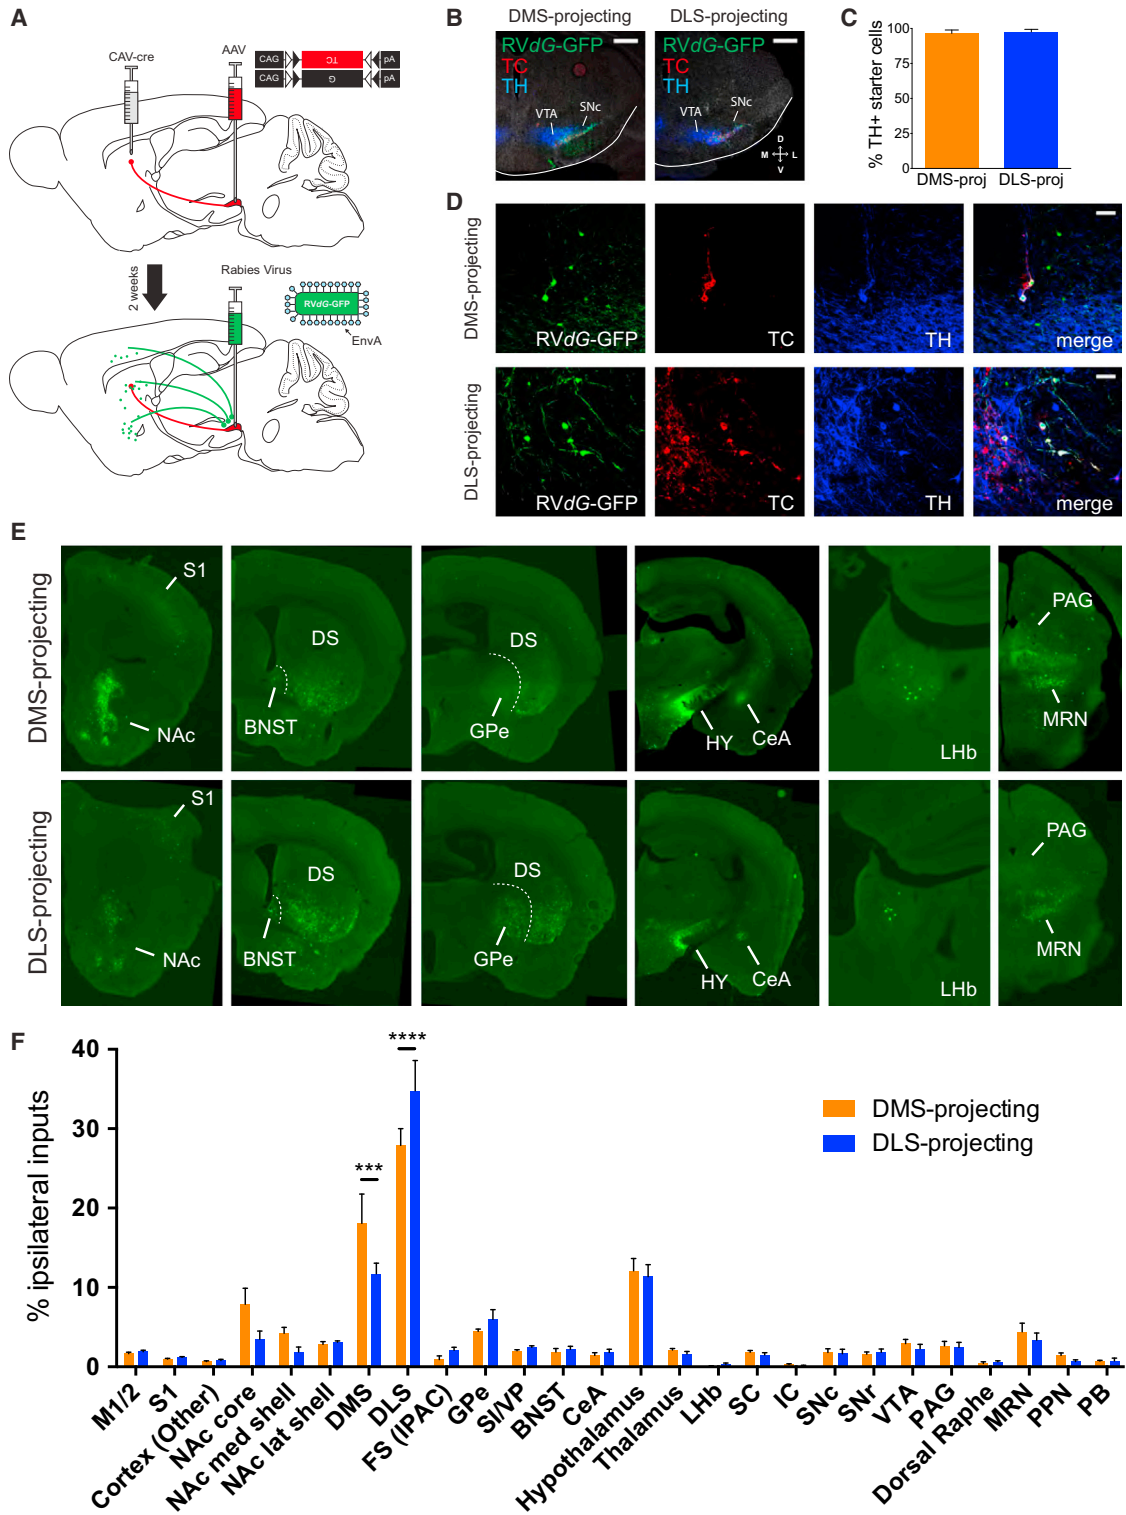 A
CAV-cre
AAV
CAG
TC
pA
CAG
G
pA
2 weeks
Rabies Virus
RVdG-GFP
EnvA
B
DMS-projecting
DLS-projecting
RVdG-GFP
TC
TH
VTA
SNc
RVdG-GFP
TC
TH
VTA
SNc
D
M
L
V
C
% TH+ starter cells
100
75
50
25
0
DMS-proj
DLS-proj
D
DMS-projecting
RVdG-GFP
TC
TH
merge
DLS-projecting
RVdG-GFP
TC
TH
merge
E
DMS-projecting
S1
NAc
DS
BNST
DS
GPe
HY
CeA
LHb
PAG
MRN
DLS-projecting
S1
NAc
DS
BNST
DS
GPe
HY
CeA
LHb
PAG
MRN
F
% ipsilateral inputs
40
30
20
10
0
***
****
DMS-projecting
DLS-projecting
M1/2
S1
Cortex (Other)
NAc core
NAc med shell
NAc lat shell
DMS
DLS
FS (IPAC)
GPe
SI/VP
BNST
CeA
Hypothalamus
Thalamus
LHb
SC
IC
SNc
SNr
VTA
PAG
Dorsal Raphe
MRN
PPN
PB